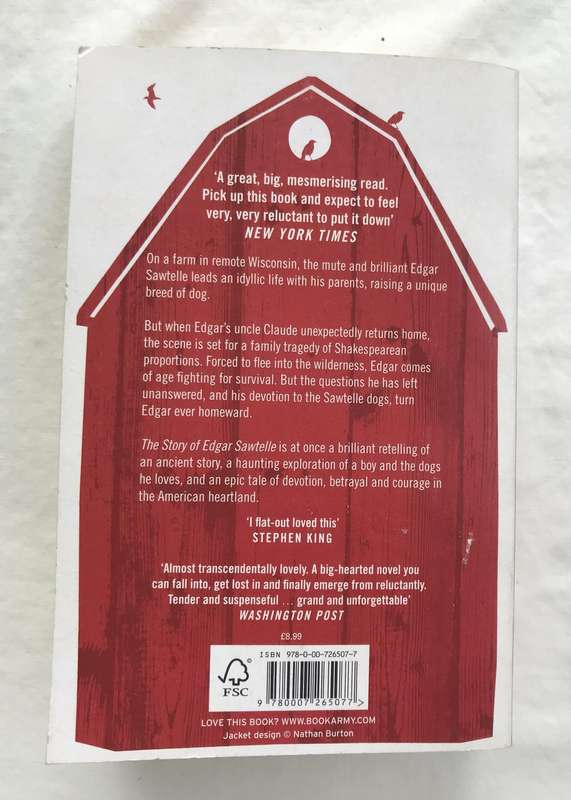 ‘A great, big, mesmerising read.
Pick up this book and expect to feel
very, very reluctant to put it down’
NEW YORK TIMES
On a farm in remote Wisconsin, the mute and brilliant Edgar
Sawtelle leads an idyllic life with his parents, raising a unique
breed of dog.
But when Edgar’s uncle Claude unexpectedly returns home,
the scene is set for a family tragedy of Shakespearean
proportions. Forced to flee into the wilderness, Edgar comes
of age fighting for survival. But the questions he has left
unanswered, and his devotion to the Sawtelle dogs, turn
Edgar ever homeward.
The Story of Edgar Sawtelle is at once a brilliant retelling of
an ancient story, a haunting exploration of a boy and the dogs
he loves, and an epic tale of devotion, betrayal and courage in
the American heartland.
‘I flat-out loved this’
STEPHEN KING
‘Almost transcendentally lovely. A big-hearted novel you
can fall into, get lost in and finally emerge from reluctantly.
Tender and suspenseful ... grand and unforgettable’
WASHINGTON POST
£8.99
ISBN 978-0-00-726507-7
FSC
9 780007 265077 >
LOVE THIS BOOK? WWW.BOOKARMY.COM
Jacket design © Nathan Burton